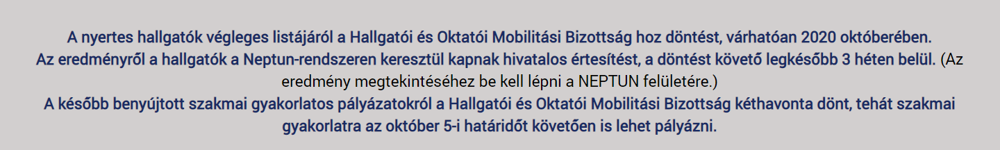 A nyertes hallgatók végleges listájáról a Hallgatói és Oktatói Mobilitási Bizottság hoz döntést, várhatóan 2020 októberében.
Az eredményről a hallgatók a Neptun-rendszeren keresztül kapnak hivatalos értesítést, a döntést követő legkésőbb 3 héten belül. (Az
eredmény megtekintéséhez be kell lépni a NEPTUN felületére.)
A később benyújtott szakmai gyakorlatos pályázatokról a Hallgatói és Oktatói Mobilitási Bizottság kéthavonta dönt, tehát szakmai
gyakorlatra az október 5-i határidőt követően is lehet pályázni.